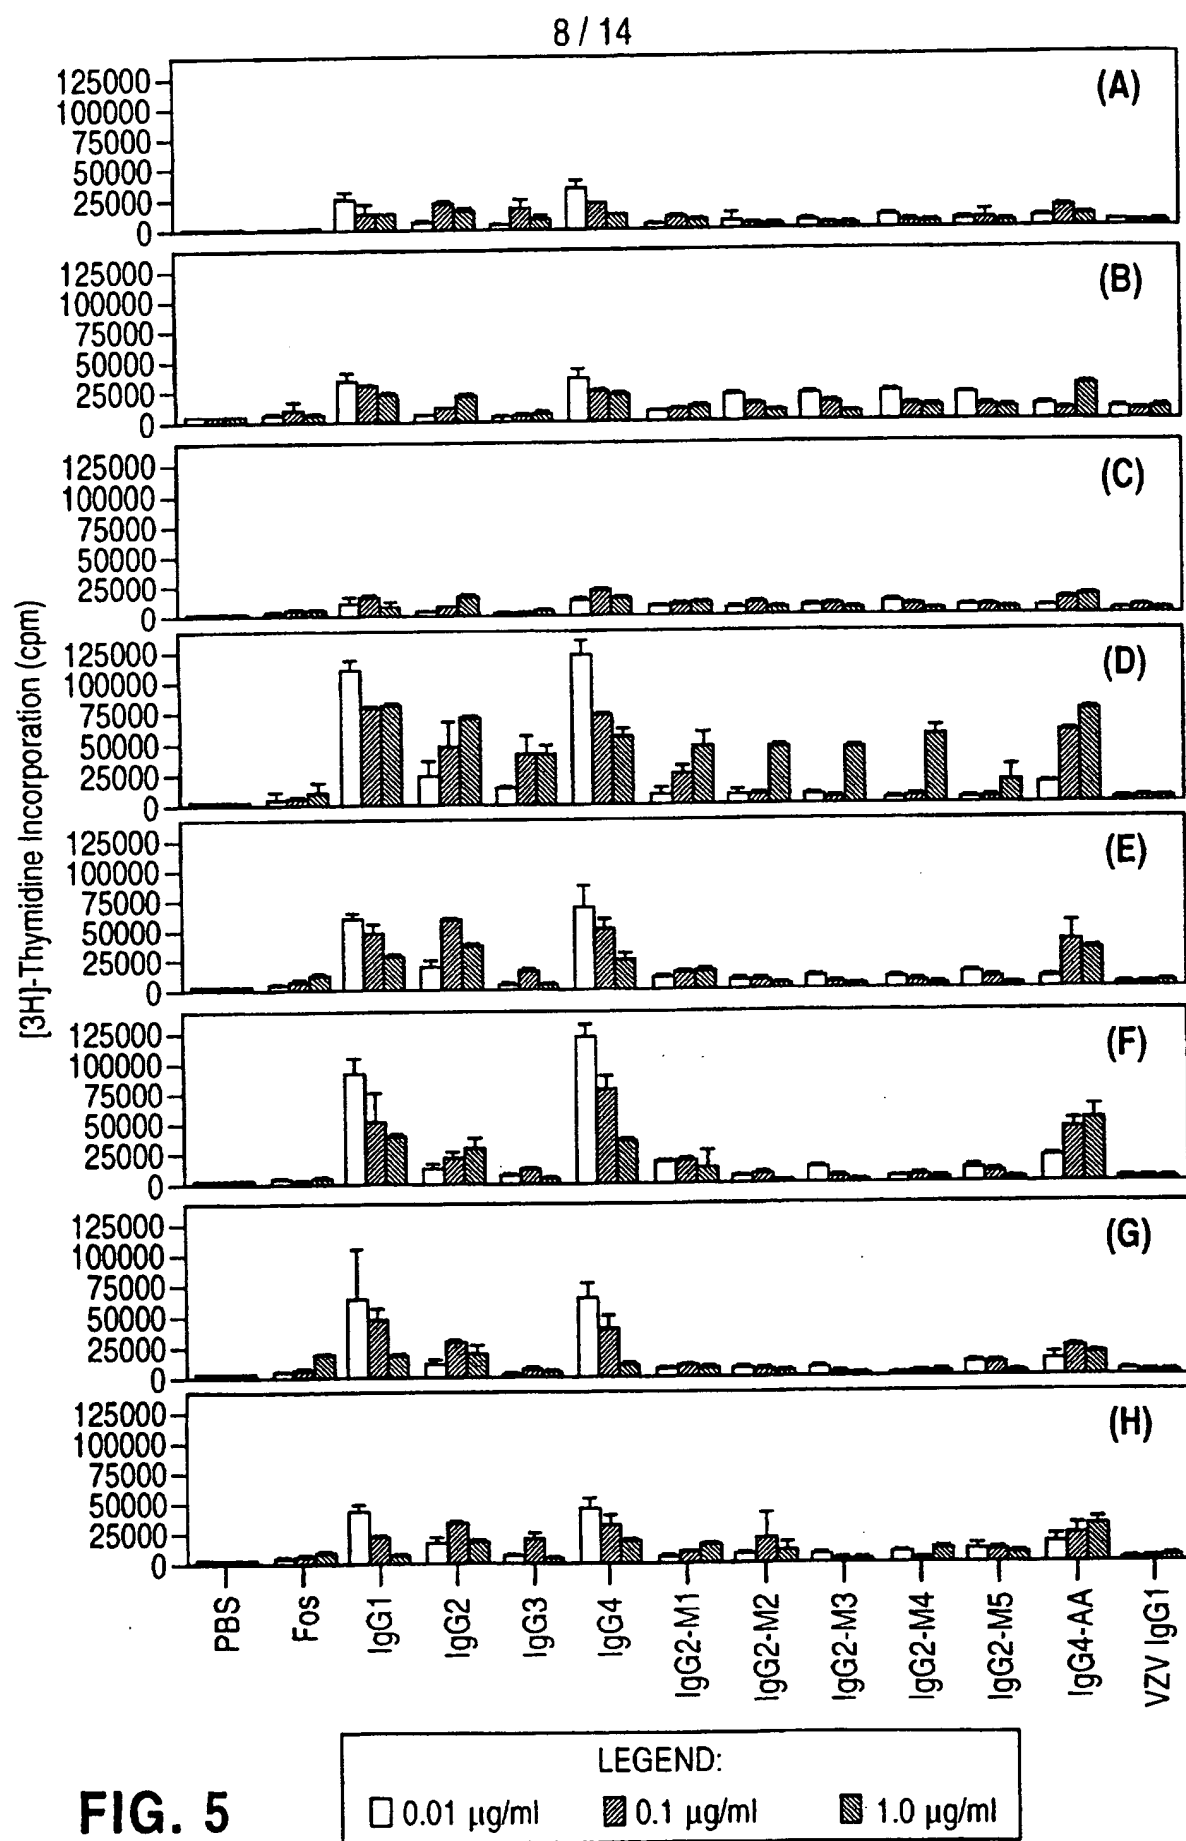 8 / 14
[3H]-Thymidine Incorporation (cpm)
125000
100000
75000
50000
25000
0
(A)
125000
100000
75000
50000
25000
0
(B)
125000
100000
75000
50000
25000
0
(C)
125000
100000
75000
50000
25000
0
(D)
125000
100000
75000
50000
25000
0
(E)
125000
100000
75000
50000
25000
0
(F)
125000
100000
75000
50000
25000
0
(G)
125000
100000
75000
50000
25000
0
(H)
PBS
Fos
IgG1
IgG2
IgG3
IgG4
IgG2-M1
IgG2-M2
IgG2-M3
IgG2-M4
IgG2-M5
IgG4-AA
VZV IgG1
LEGEND:
0.01 µg/ml 0.1 µg/ml 1.0 µg/ml
FIG. 5